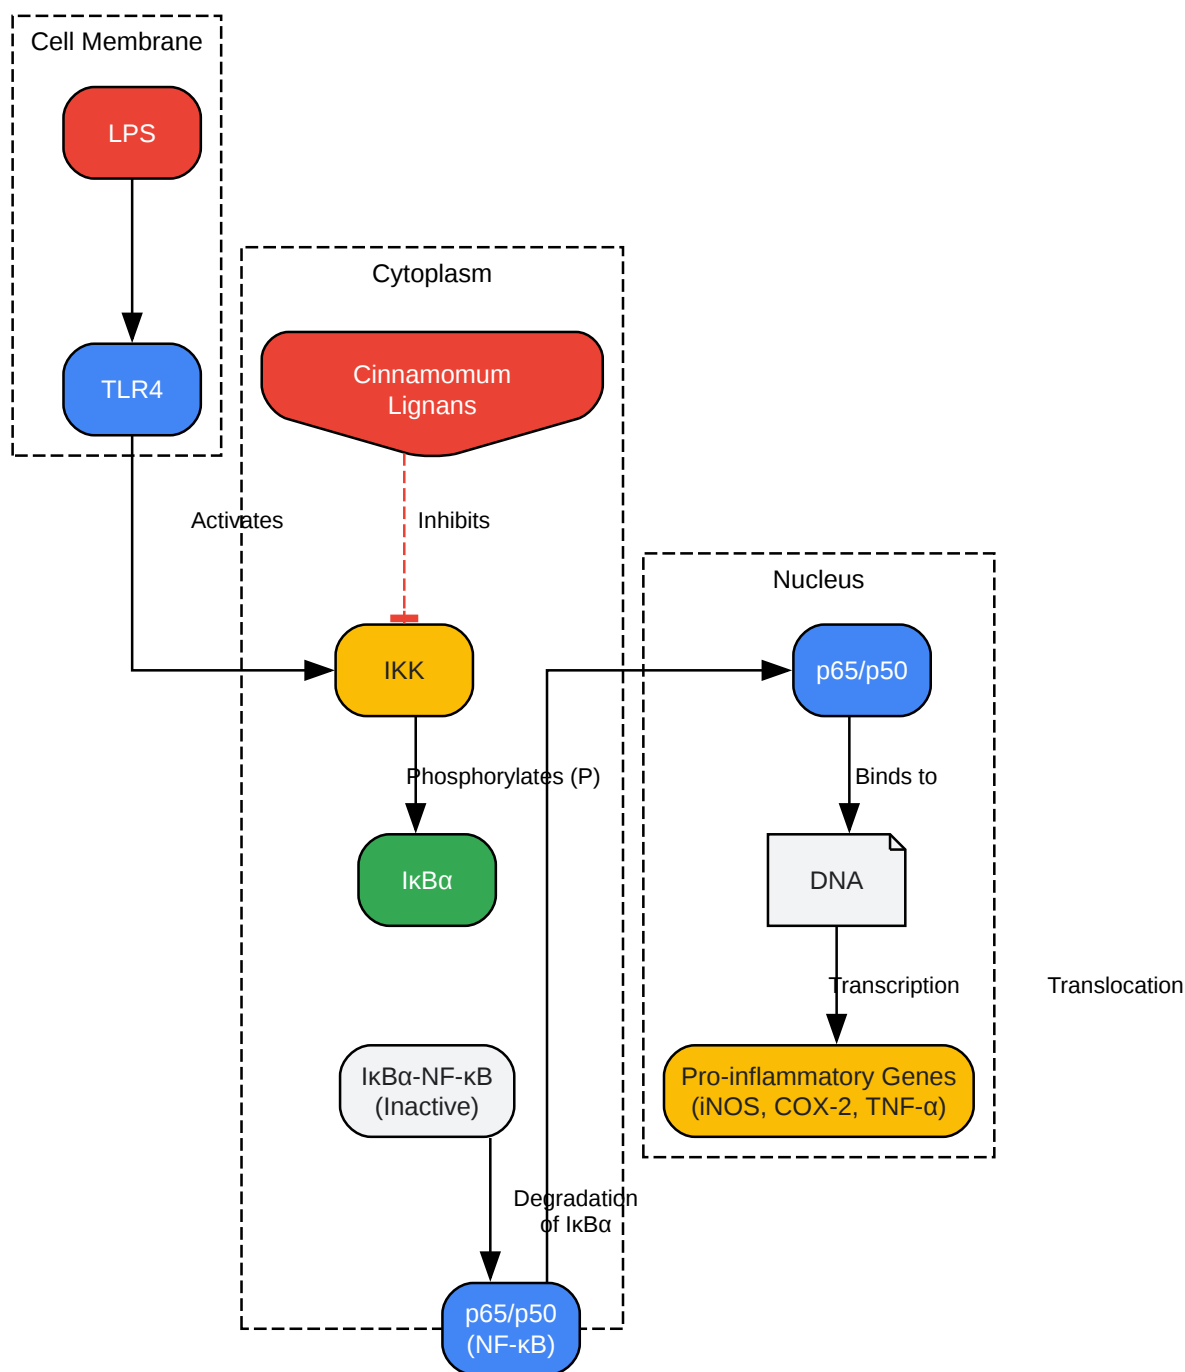 Cell Membrane
LPS
TLR4
Activates
Cytoplasm
Cinnamomum
Lignans
Inhibits
IKK
Phosphorylates (P)
IκBα
IκBα-NF-κB
(Inactive)
Degradation
of IκBα
p65/p50
(NF-κB)
Nucleus
p65/p50
Binds to
DNA
Transcription
Translocation
Pro-inflammatory Genes
(iNOS, COX-2, TNF-α)